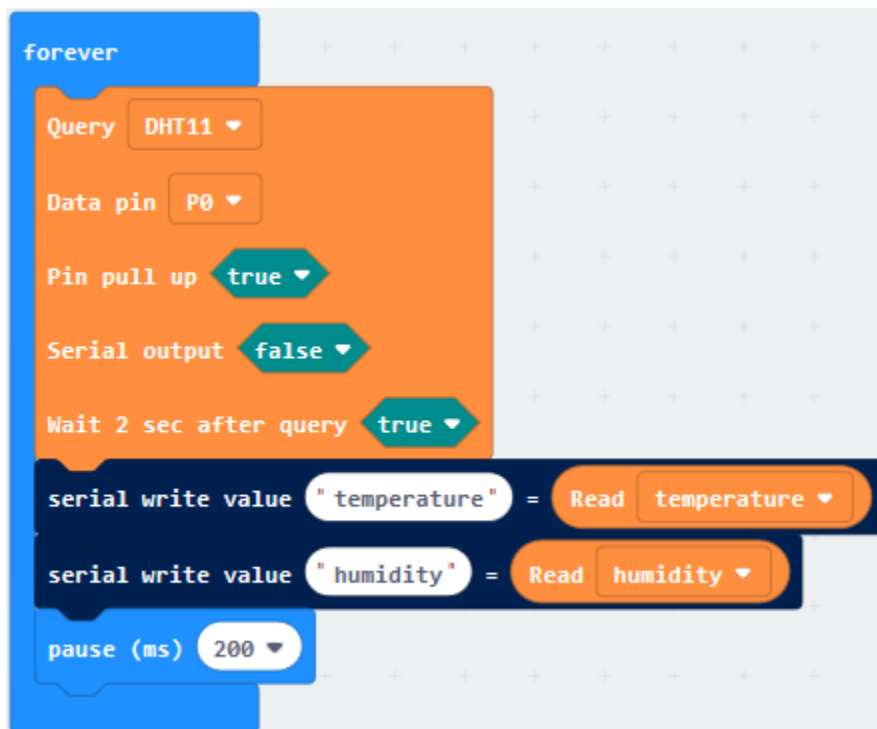 forever
Query DHT11
Data pin P0
Pin pull up true
Serial output false
Wait 2 sec after query true
serial write value "temperature" = Read temperature
serial write value "humidity" = Read humidity
pause (ms) 200